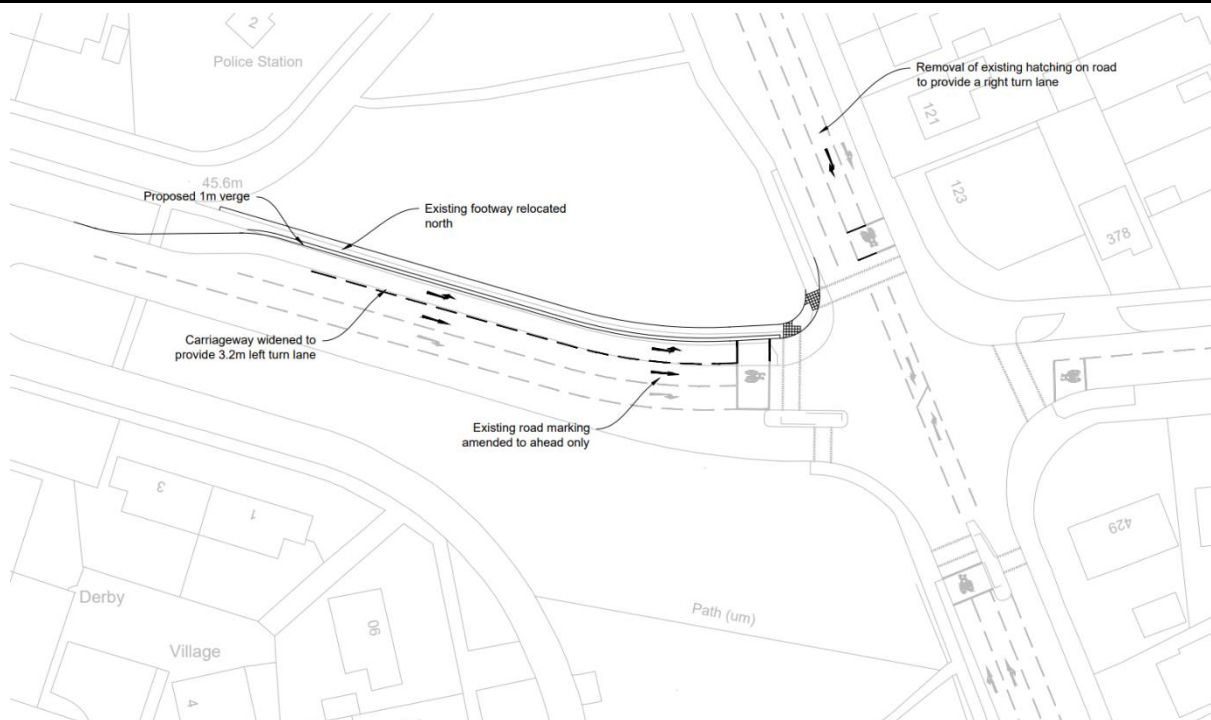 2
Police Station
Removal of existing hatching on road
to provide a right turn lane
121
45.6m
Proposed 1m verge
Existing footway relocated
north
123
378
Carriageway widened to
provide 3.2m left turn lane
Existing road marking
amended to ahead only
3
1
429
Derby
90
Path (um)
Village
4